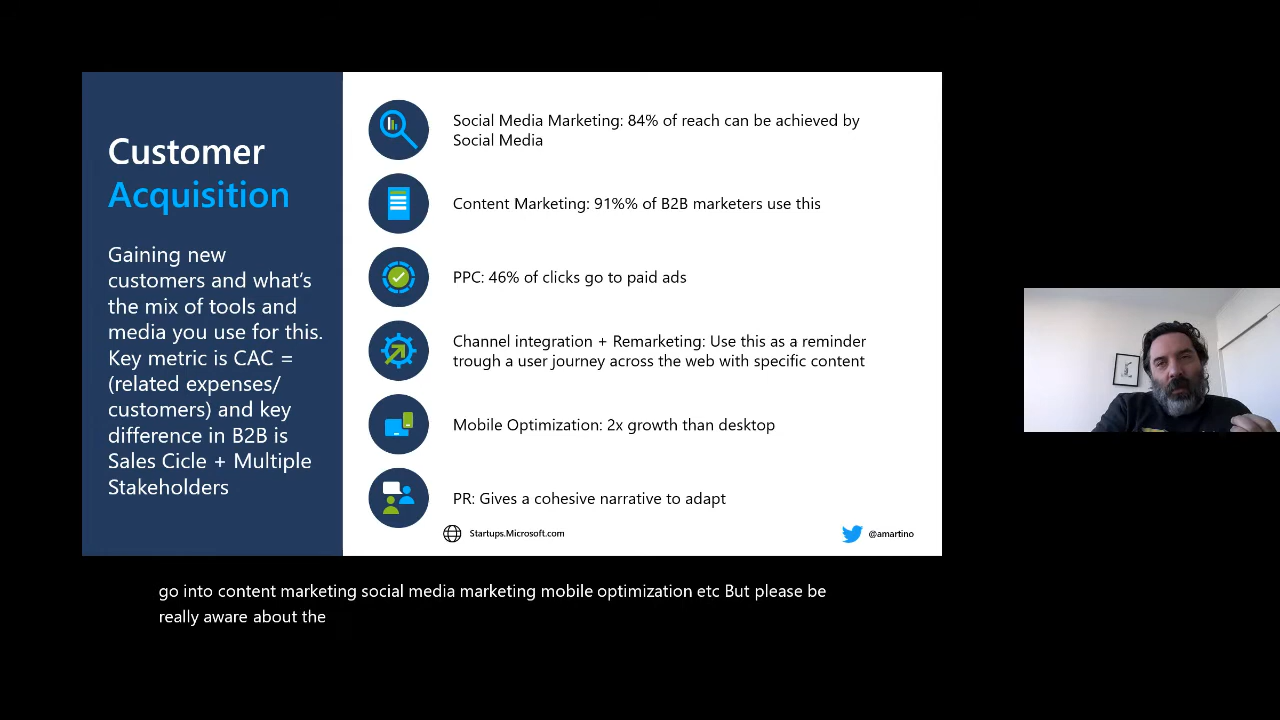 Customer
Acquisition
Gaining new
customers and what's
the mix of tools and
media you use for this.
Key metric is CAC =
(related expenses/
customers) and key
difference in B2B is
Sales Cicle + Multiple
Stakeholders
Social Media Marketing: 84% of reach can be achieved by
Social Media
Content Marketing: 91%% of B2B marketers use this
PPC: 46% of clicks go to paid ads
Channel integration + Remarketing: Use this as a reminder
trough a user journey across the web with specific content
Mobile Optimization: 2x growth than desktop
PR: Gives a cohesive narrative to adapt
Startups.Microsoft.com
@amartino
go into content marketing social media marketing mobile optimization etc But please be
really aware about the